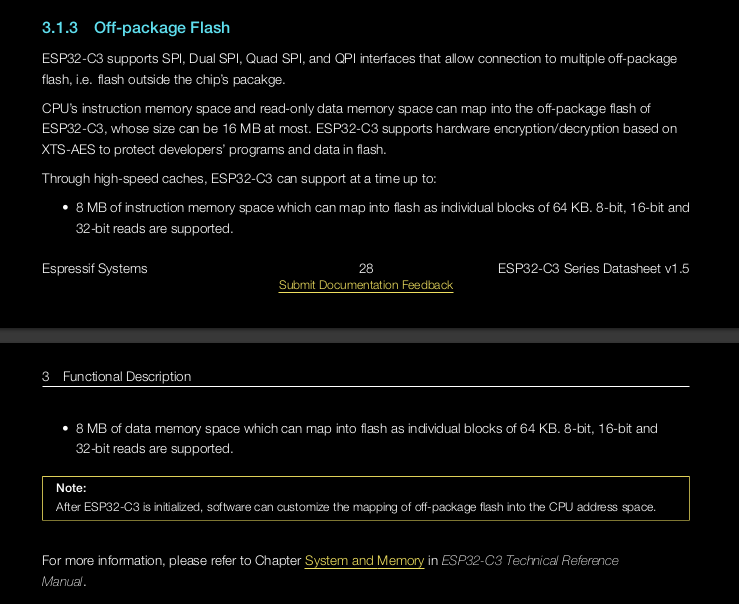 3.1.3 Off-package Flash
ESP32-C3 supports SPI, Dual SPI, Quad SPI, and QPI interfaces that allow connection to multiple off-package
flash, i.e. flash outside the chip's pacakge.
CPU's instruction memory space and read-only data memory space can map into the off-package flash of
ESP32-C3, whose size can be 16 MB at most. ESP32-C3 supports hardware encryption/decryption based on
XTS-AES to protect developers' programs and data in flash.
Through high-speed caches, ESP32-C3 can support at a time up to:
• 8 MB of instruction memory space which can map into flash as individual blocks of 64 KB. 8-bit, 16-bit and
32-bit reads are supported.
Espressif Systems 28 ESP32-C3 Series Datasheet v1.5
Submit Documentation Feedback
3 Functional Description
• 8 MB of data memory space which can map into flash as individual blocks of 64 KB. 8-bit, 16-bit and
32-bit reads are supported.
Note:
After ESP32-C3 is initialized, software can customize the mapping of off-package flash into the CPU address space.
For more information, please refer to Chapter System and Memory in ESP32-C3 Technical Reference
Manual.